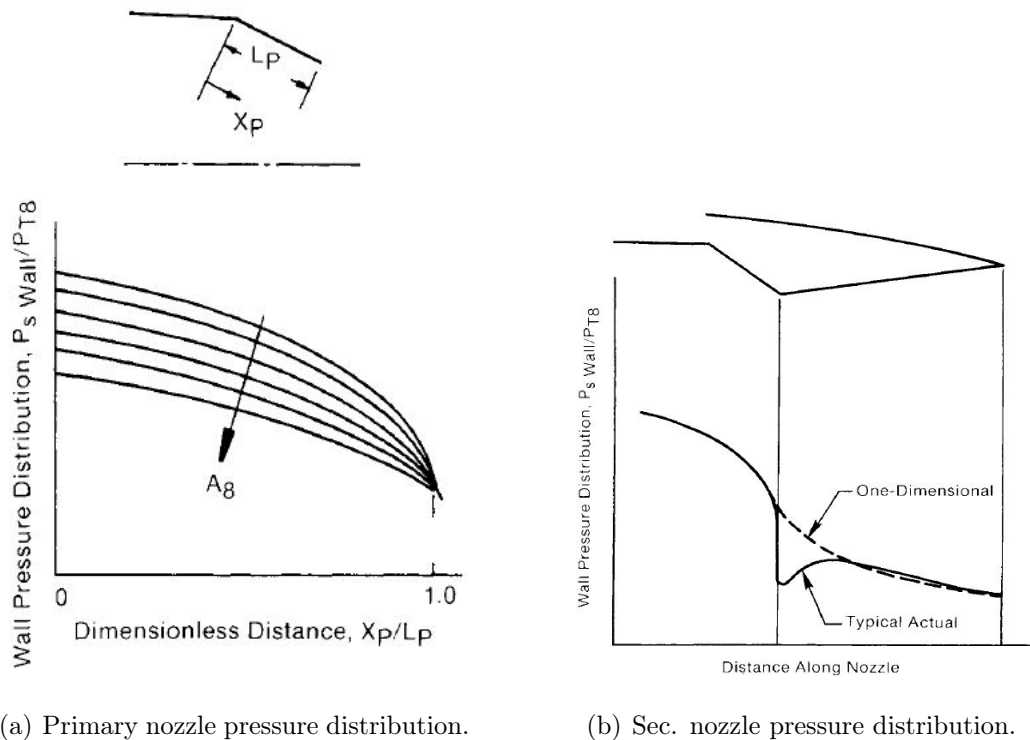 LP
XP
Wall Pressure Distribution, Ps Wall/PT8
A8
0
1.0
Dimensionless Distance, XP/LP
Wall Pressure Distribution, Ps Wall/PT8
One-Dimensional
Typical Actual
Distance Along Nozzle
(a) Primary nozzle pressure distribution.
(b) Sec. nozzle pressure distribution.